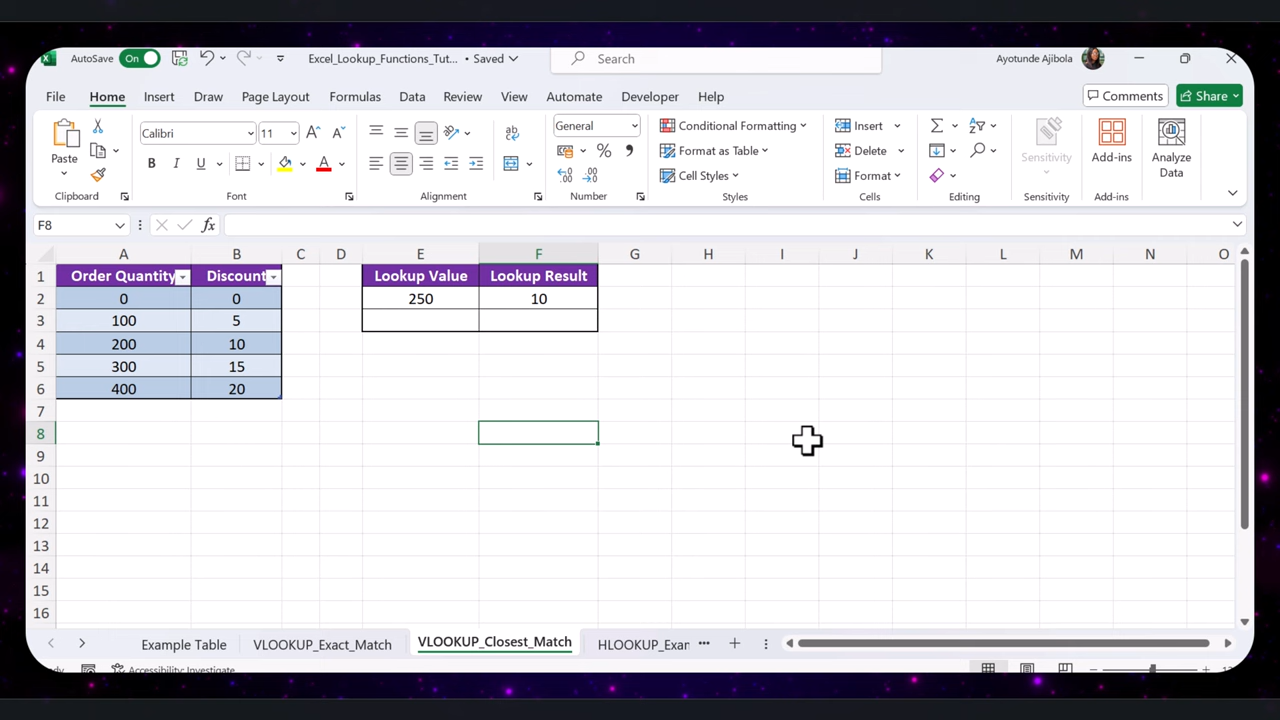 AutoSave On Excel_Lookup_Functions_Tut... • Saved Search Ayotunde Ajibola
File Home Insert Draw Page Layout Formulas Data Review View Automate Developer Help Comments Share
Paste Calibri 11 General Conditional Formatting Insert Sensitivity Add-ins Analyze Data
Format as Table Delete
Cell Styles Format
Clipboard Font Alignment Number Styles Cells Editing Sensitivity Add-ins
F8 fx
A B C D E F G H I J K L M N O
1 Order Quantity Discount Lookup Value Lookup Result
2 0 0 250 10
3 100 5
4 200 10
5 300 15
6 400 20
7
8
9
10
11
12
13
14
15
16
Example Table VLOOKUP_Exact_Match VLOOKUP_Closest_Match HLOOKUP_Exar ...
Accessibility: Investigate